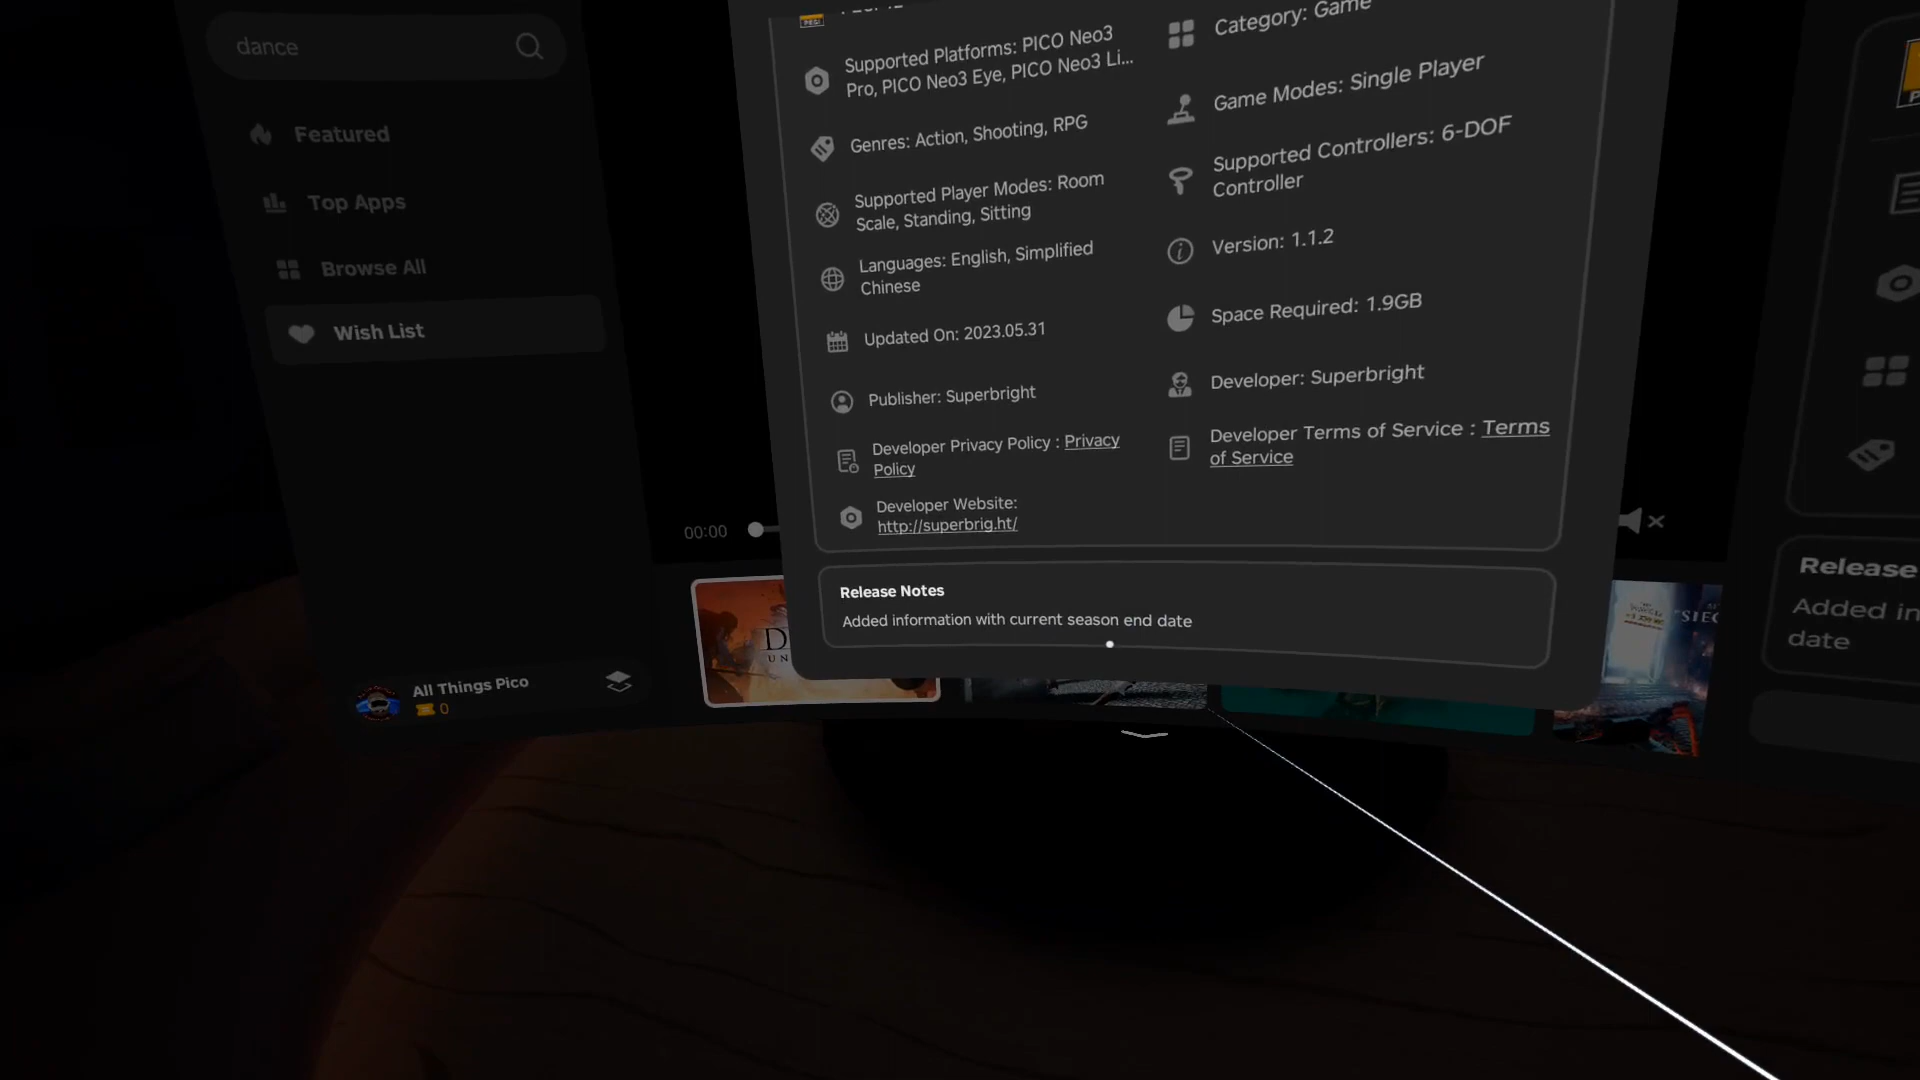 dance
Featured
Top Apps
Browse All
Wish List
All Things Pico
0
00:00
Supported Platforms: PICO Neo3
Pro, PICO Neo3 Eye, PICO Neo3 Li...
Genres: Action, Shooting, RPG
Supported Player Modes: Room
Scale, Standing, Sitting
Languages: English, Simplified
Chinese
Updated On: 2023.05.31
Publisher: Superbright
Developer Privacy Policy : Privacy
Policy
Developer Website:
http://superbrig.ht/
Category: Game
Game Modes: Single Player
Supported Controllers: 6-DOF
Controller
Version: 1.1.2
Space Required: 1.9GB
Developer: Superbright
Developer Terms of Service : Terms
of Service
Release Notes
Added information with current season end date
Release
Added in
date